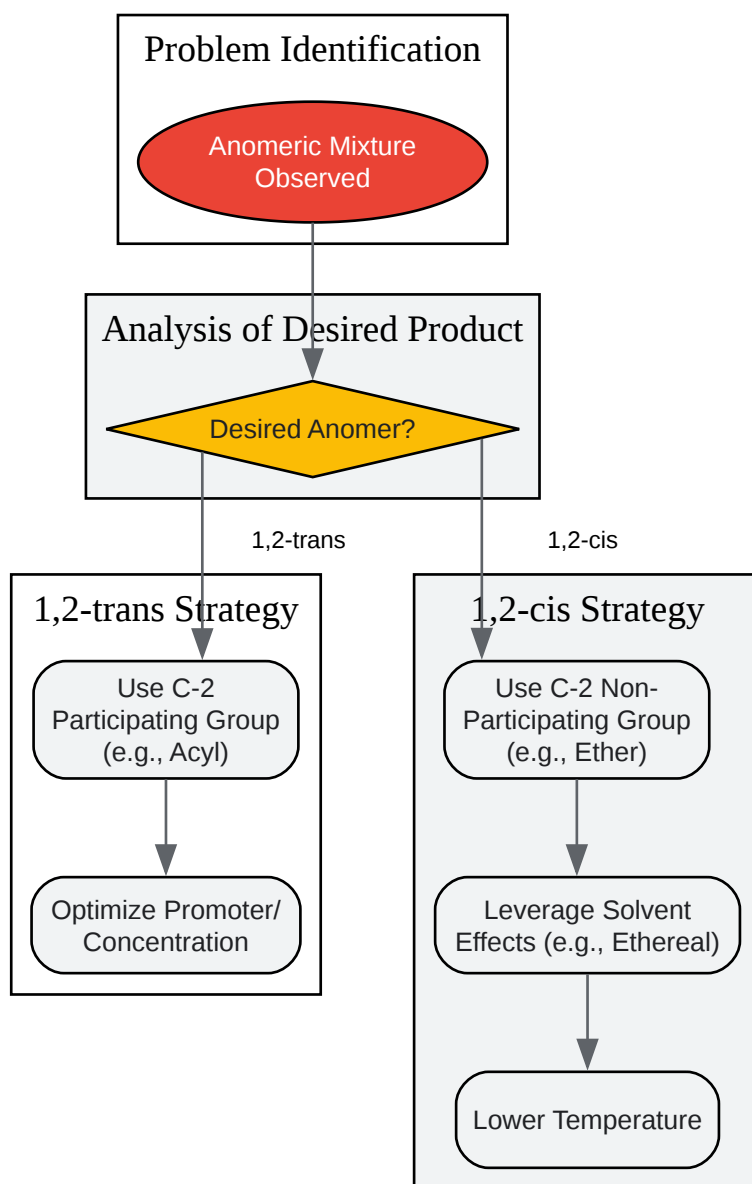 Problem Identification
Anomeric Mixture
Observed
Analysis of Desired Product
Desired Anomer?
1,2-trans
1,2-cis
1,2-trans Strategy
Use C-2
Participating Group
(e.g., Acyl)
Optimize Promoter/
Concentration
1,2-cis Strategy
Use C-2 Non-
Participating Group
(e.g., Ether)
Leverage Solvent
Effects (e.g., Ethereal)
Lower Temperature